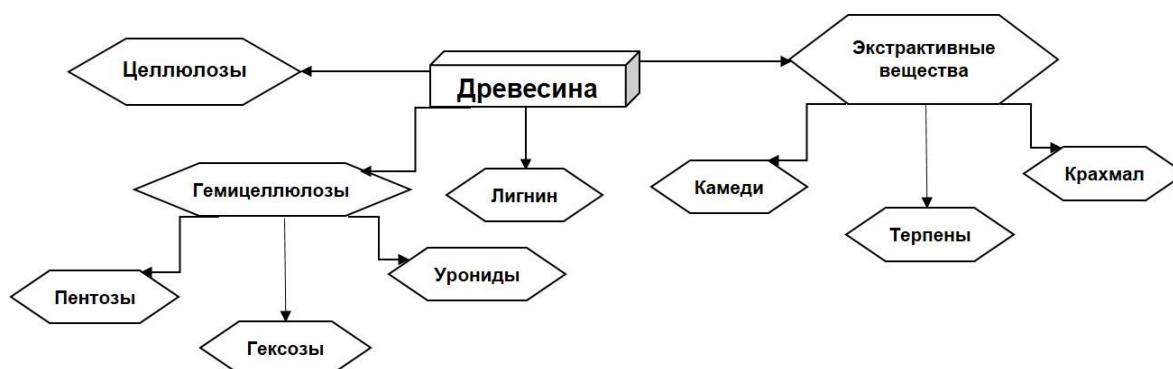 Экстрактивные
вещества
Целлюлозы
Древесина
Гемицеллюлозы
Лигнин
Камеди
Крахмал
Терпены
Урониды
Пентозы
Гексозы